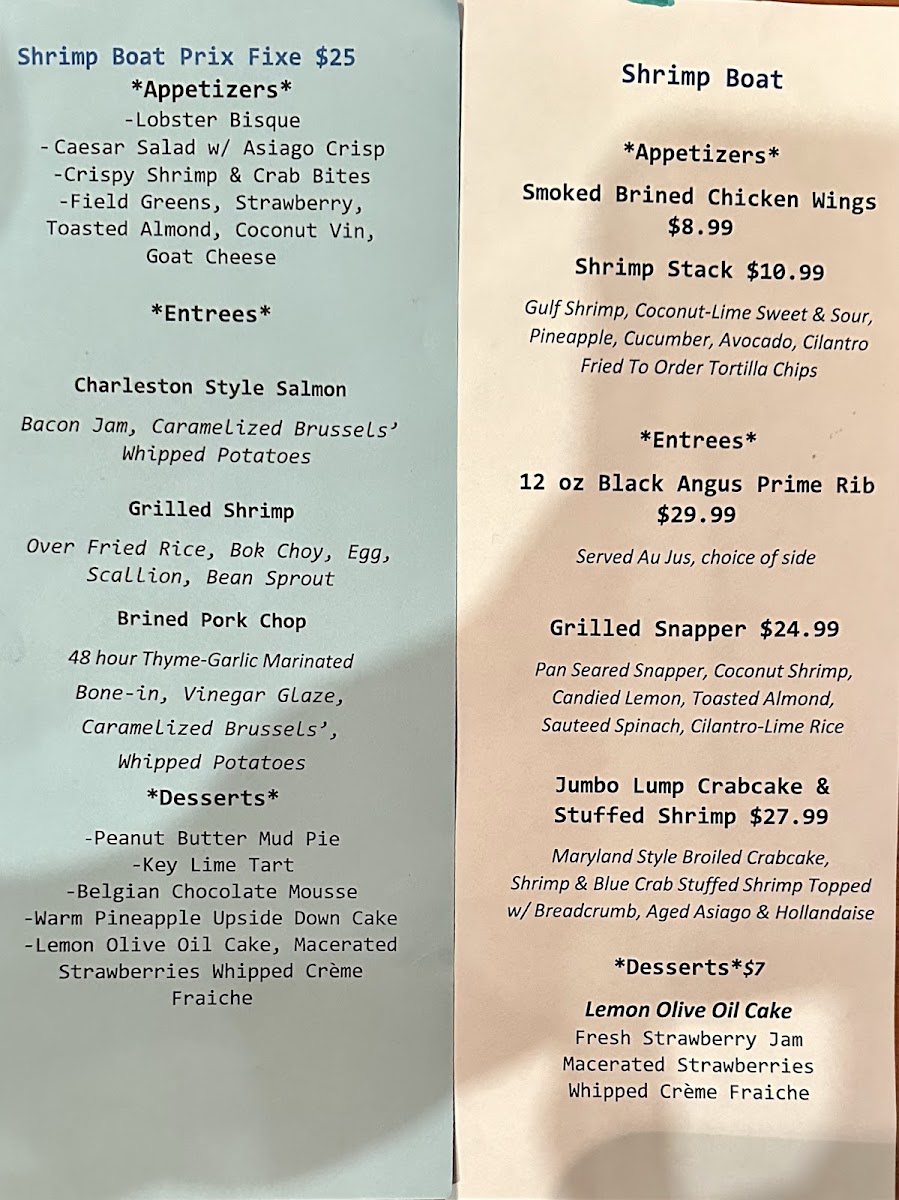 Shrimp Boat Prix Fixe $25
*Appetizers*
-Lobster Bisque
- Caesar Salad w/ Asiago Crisp
-Crispy Shrimp & Crab Bites
-Field Greens, Strawberry,
Toasted Almond, Coconut Vin,
Goat Cheese
*Entrees*
Charleston Style Salmon
Bacon Jam, Caramelized Brussels’
Whipped Potatoes
Grilled Shrimp
Over Fried Rice, Bok Choy, Egg,
Scallion, Bean Sprout
Brined Pork Chop
48 hour Thyme-Garlic Marinated
Bone-in, Vinegar Glaze,
Caramelized Brussels’,
Whipped Potatoes
*Desserts*
-Peanut Butter Mud Pie
-Key Lime Tart
-Belgian Chocolate Mousse
-Warm Pineapple Upside Down Cake
-Lemon Olive Oil Cake, Macerated
Strawberries Whipped Crème
Fraiche
Shrimp Boat
*Appetizers*
Smoked Brined Chicken Wings
$8.99
Shrimp Stack $10.99
Gulf Shrimp, Coconut-Lime Sweet & Sour,
Pineapple, Cucumber, Avocado, Cilantro
Fried To Order Tortilla Chips
*Entrees*
12 oz Black Angus Prime Rib
$29.99
Served Au Jus, choice of side
Grilled Snapper $24.99
Pan Seared Snapper, Coconut Shrimp,
Candied Lemon, Toasted Almond,
Sauteed Spinach, Cilantro-Lime Rice
Jumbo Lump Crabcake &
Stuffed Shrimp $27.99
Maryland Style Broiled Crabcake,
Shrimp & Blue Crab Stuffed Shrimp Topped
w/ Breadcrumb, Aged Asiago & Hollandaise
*Desserts*$7
Lemon Olive Oil Cake
Fresh Strawberry Jam
Macerated Strawberries
Whipped Crème Fraiche